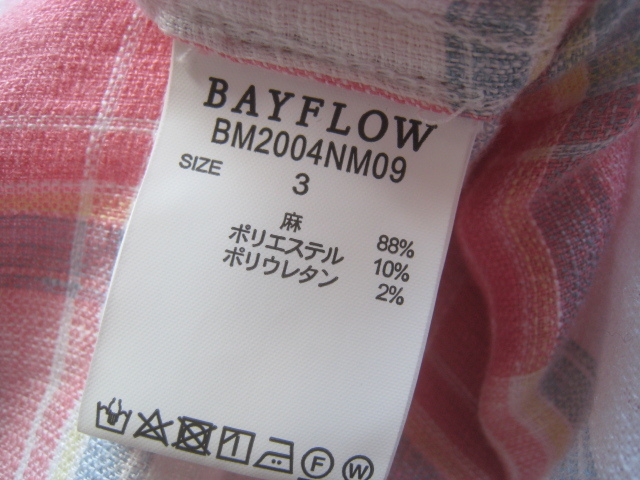 BAYFLOW
BM2004NM09
SIZE
3
麻 88%
ポリエステル 10%
ポリウレタン 2%
F W